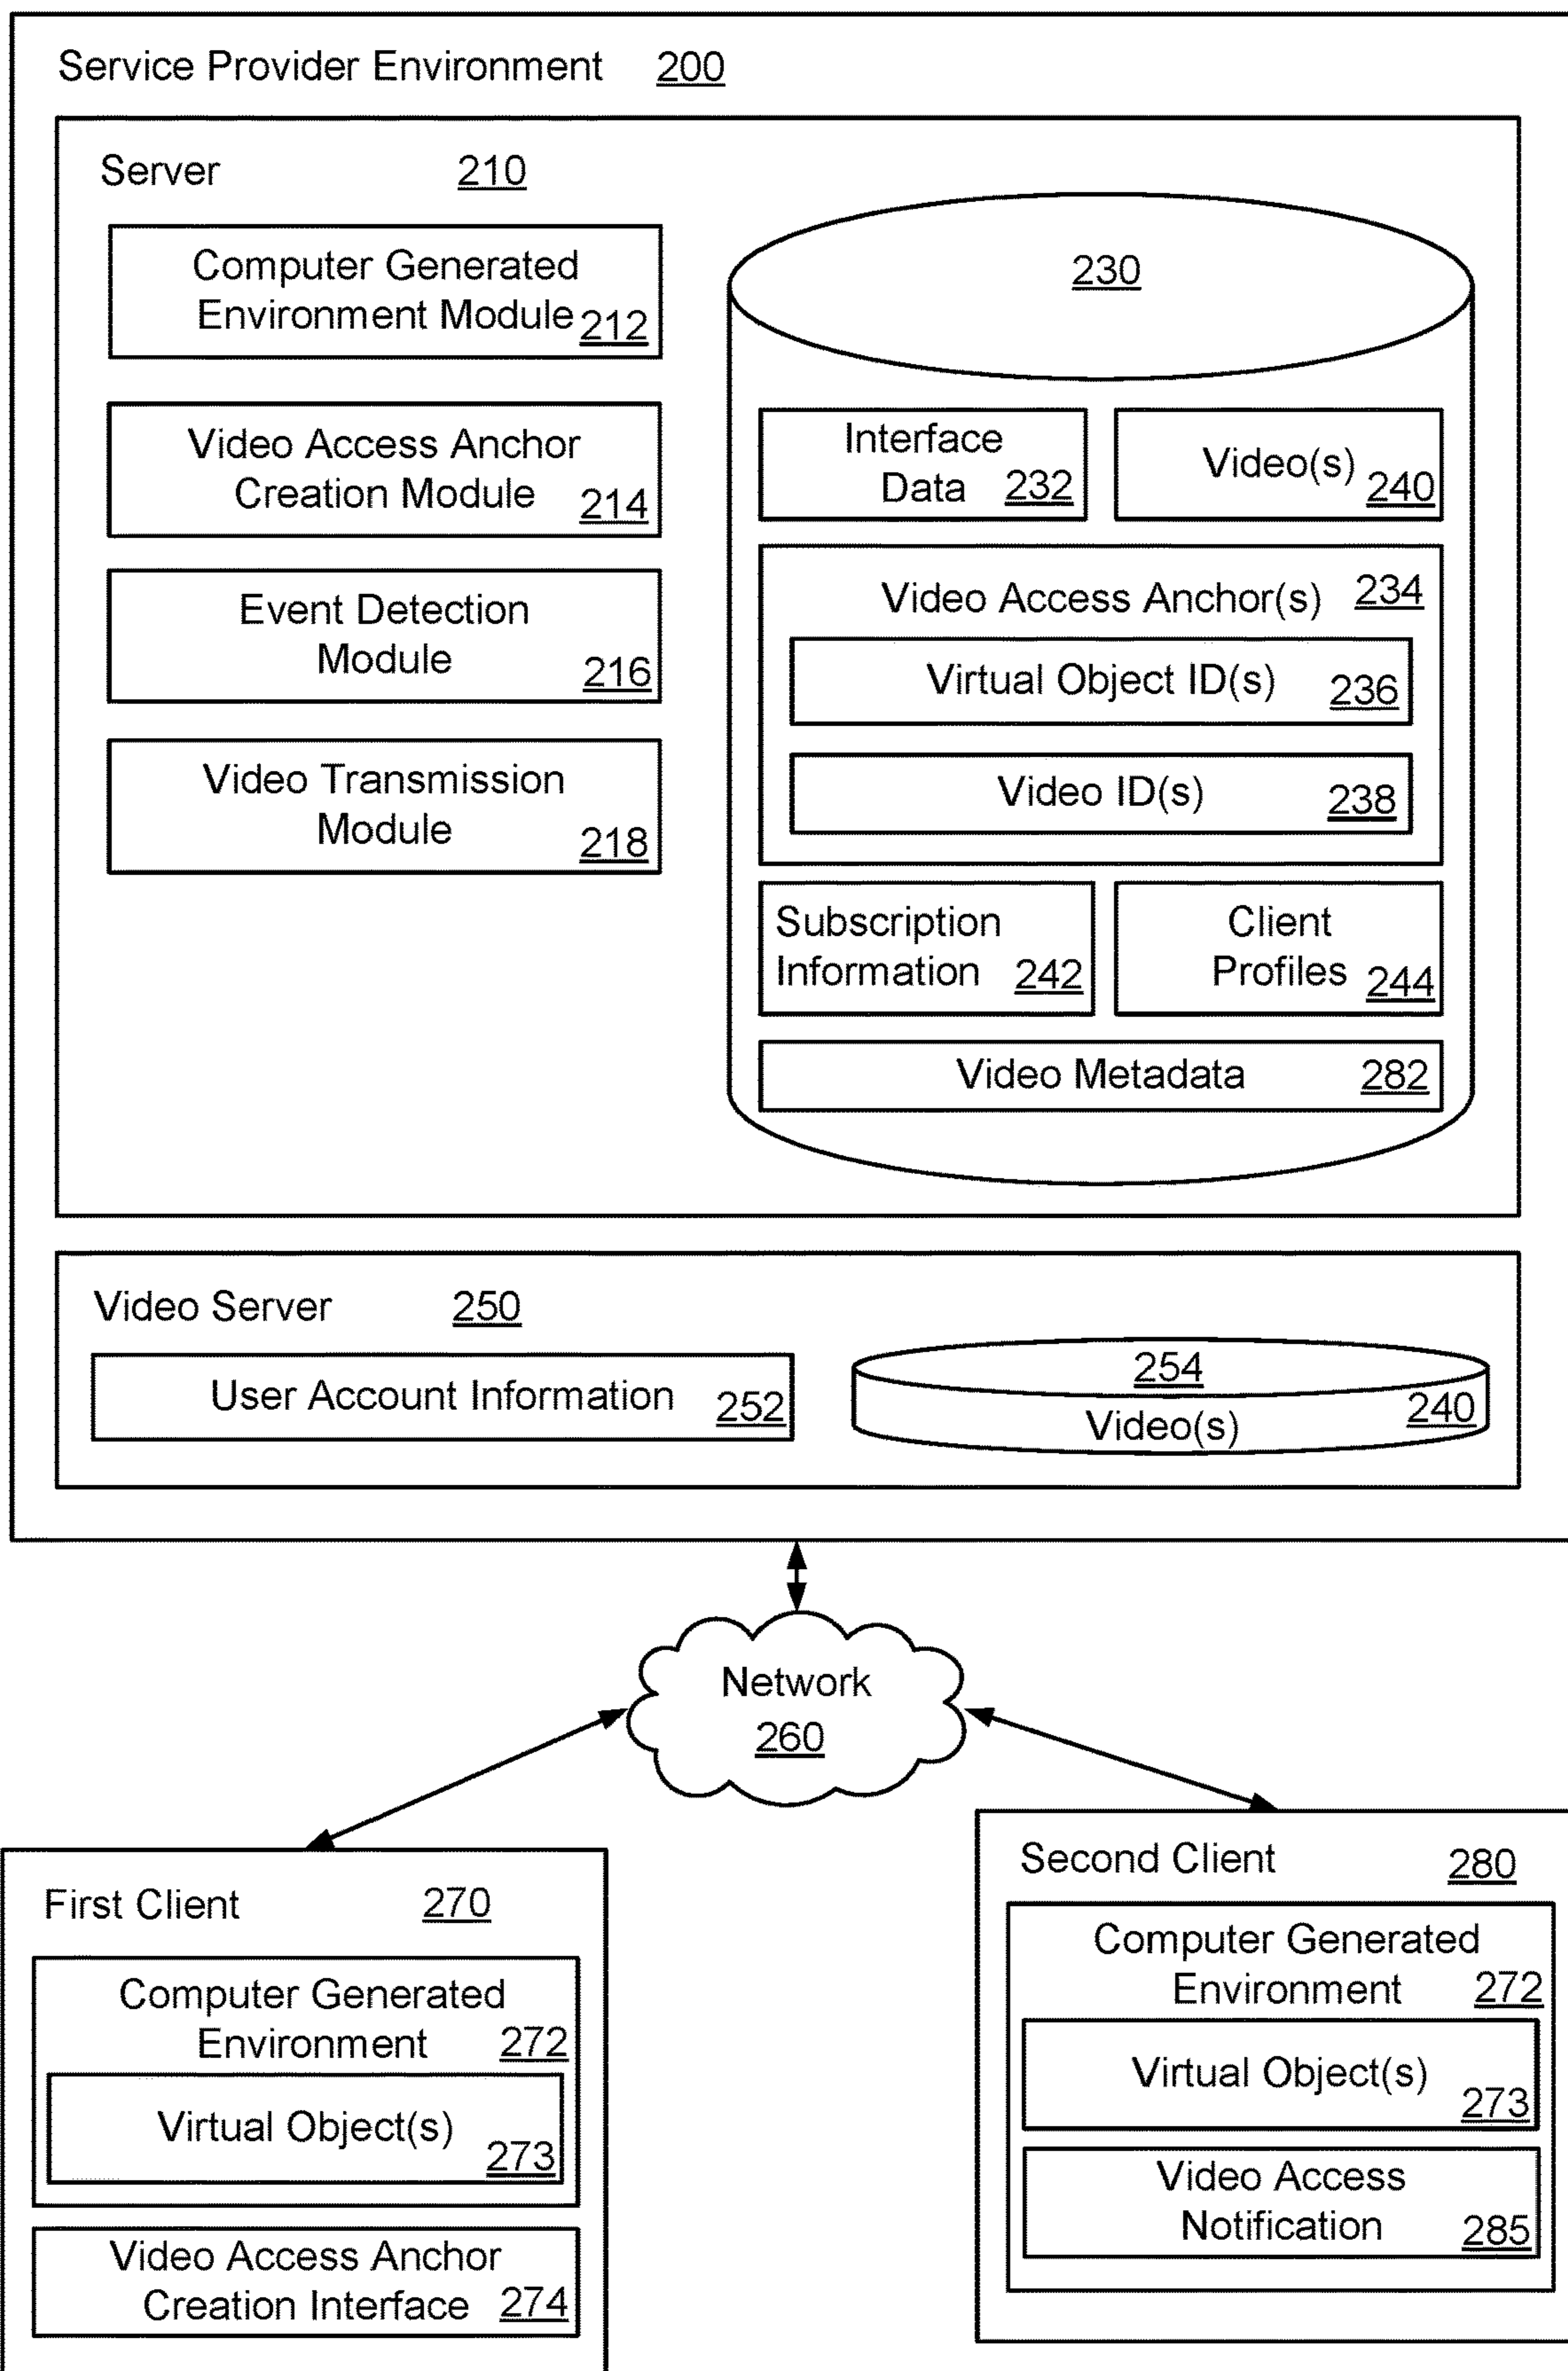 Service Provider Environment 200
Server 210
Computer Generated
Environment Module 212
Video Access Anchor
Creation Module 214
Event Detection
Module 216
Video Transmission
Module 218
230
Interface
Data 232
Video(s) 240
Video Access Anchor(s) 234
Virtual Object ID(s) 236
Video ID(s) 238
Subscription
Information 242
Client
Profiles 244
Video Metadata 282
Video Server 250
User Account Information 252
254
Video(s) 240
Network
260
First Client 270
Computer Generated
Environment 272
Virtual Object(s) 273
Video Access Anchor
Creation Interface 274
Second Client 280
Computer Generated
Environment 272
Virtual Object(s) 273
Video Access
Notification 285